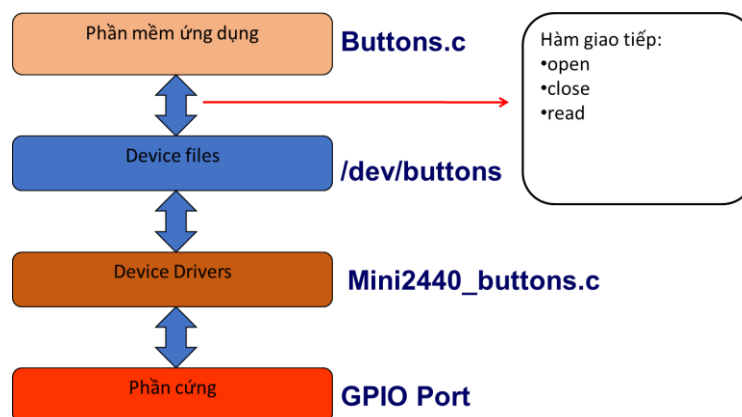 Phần mềm ứng dụng
Buttons.c
Hàm giao tiếp:
•open
•close
•read
Device files
/dev/buttons
Device Drivers
Mini2440_buttons.c
Phần cứng
GPIO Port